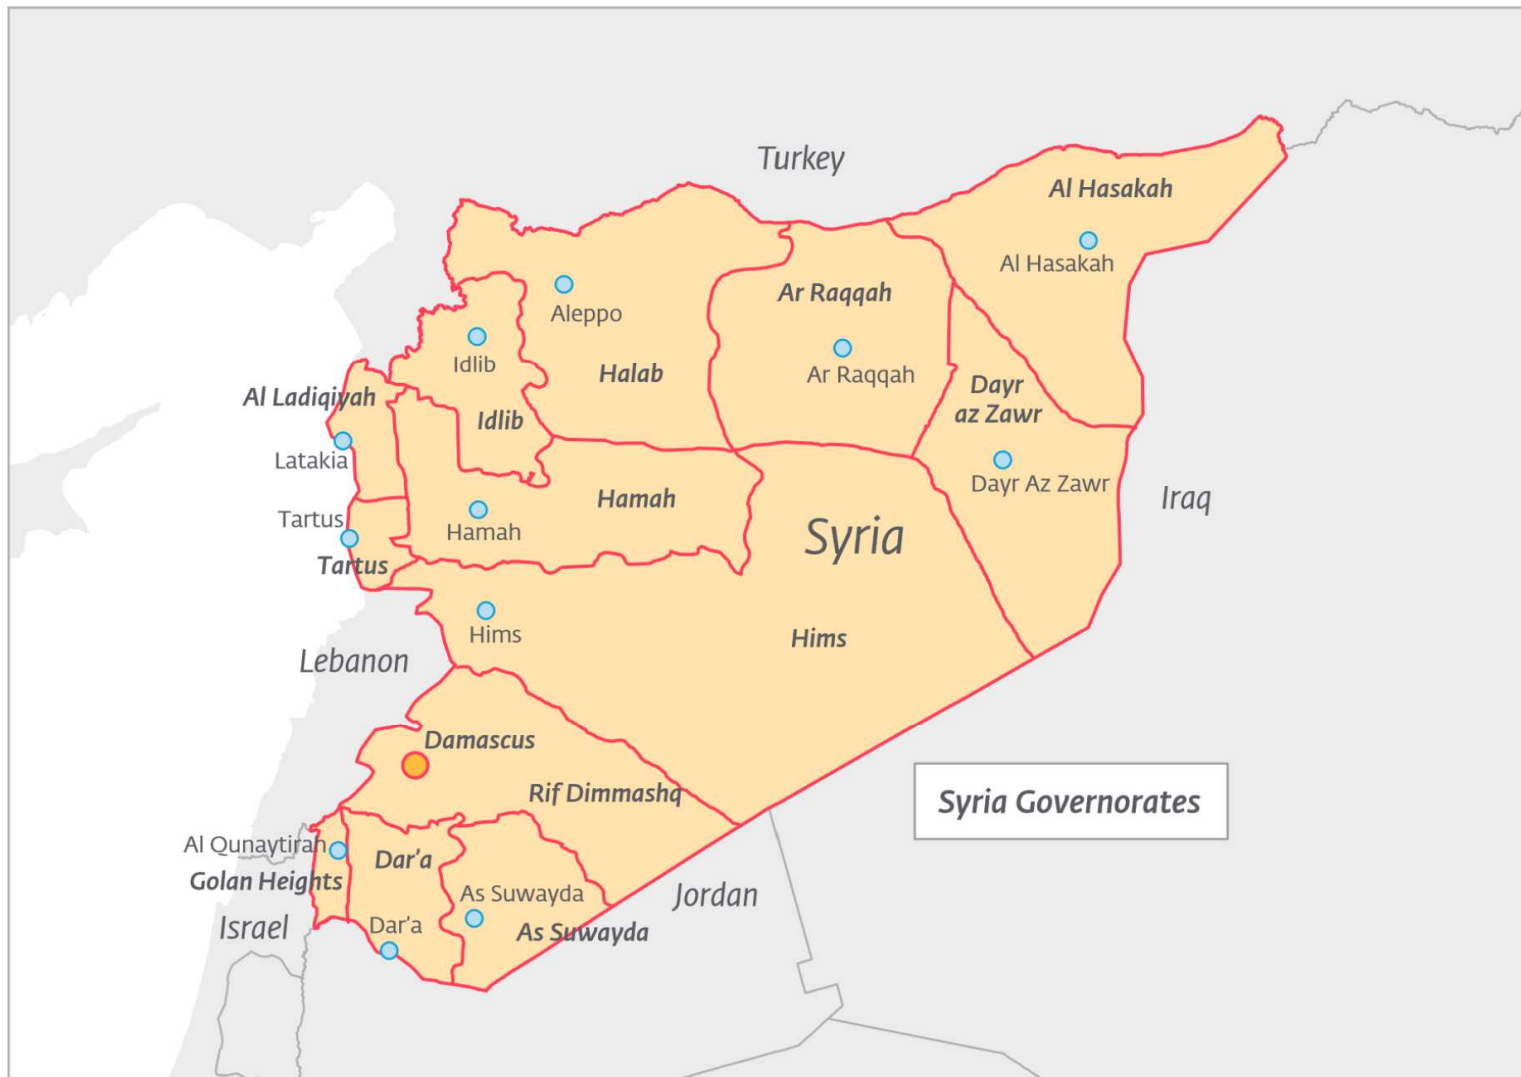 Turkey
Al Hasakah
Al Hasakah
Ar Raqqah
Aleppo
Idlib
Halab
Ar Raqqah
Dayr
az Zawr
Al Ladiqiyah
Idlib
Latakia
Dayr Az Zawr
Iraq
Hamah
Tartus
Hamah
Syria
Tartus
Hims
Hims
Lebanon
Damascus
Rif Dimmashq
Syria Governorates
Al Qunaytirah
Dar’a
Golan Heights
As Suwayda
Jordan
Israel
Dar’a
As Suwayda